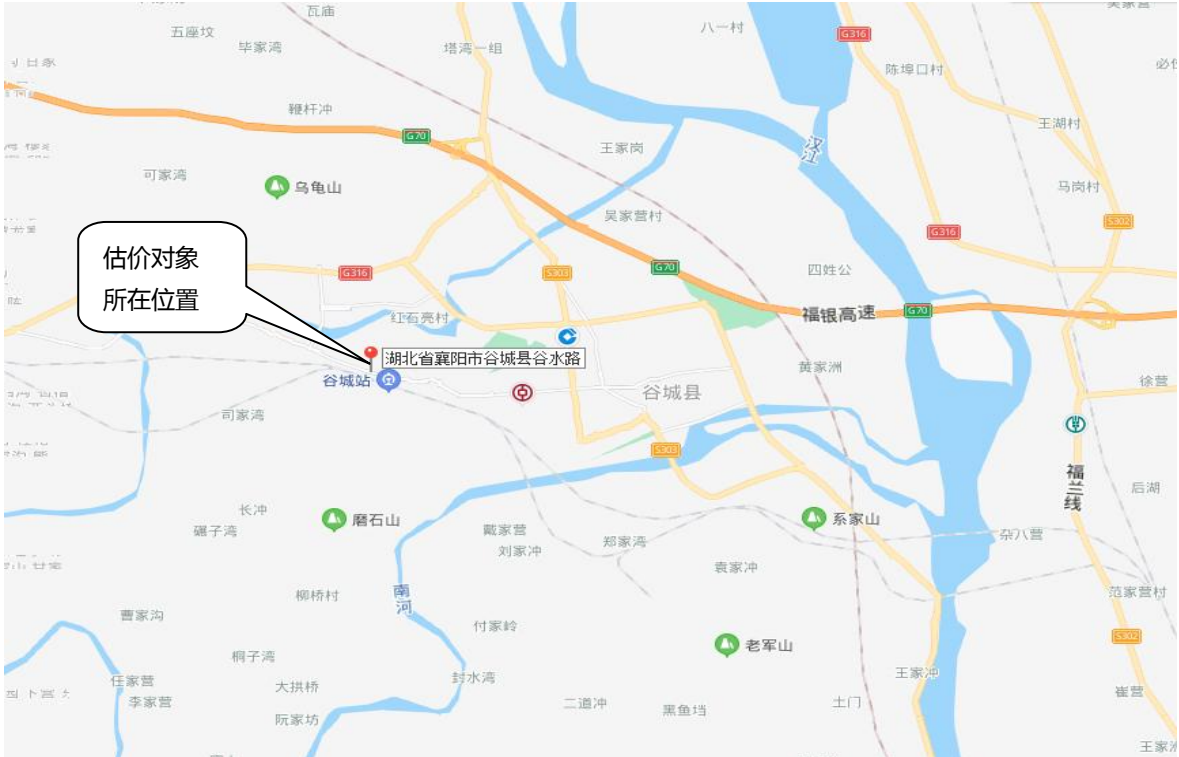 瓦庙
八一村
吴家营
五座坟
毕家湾
塔湾一组
G316
陈埠口村
鞭杆冲
G70
王家岗
汉江
王湖村
可家湾
乌龟山
马岗村
吴家营村
S302
G316
估价对象
所在位置
G316
S303
G70
四姓公
红石亮村
福银高速
G70
湖北省襄阳市谷城县谷水路
谷城站
黄家洲
徐营
谷城县
司家湾
S303
福兰线
后湖
长冲
磨石山
碾子湾
戴家营
刘家冲
郑家湾
系家山
杂八营
袁家冲
南河
柳桥村
范家营村
曹家沟
付家岭
S302
老军山
桐子湾
王家冲
任家营
大拱桥
封水湾
李家营
二道冲
黑鱼垱
土门
崔营
阮家坊